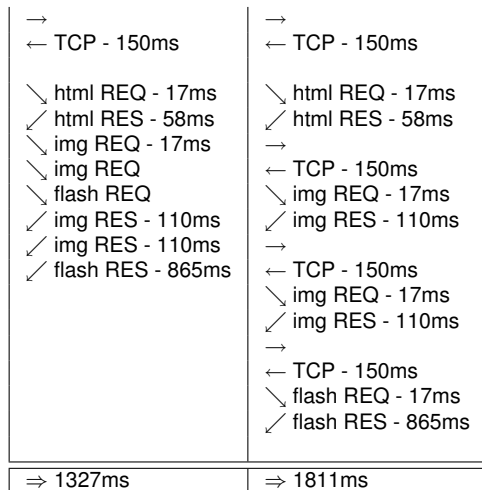 →
← TCP - 150ms
↘ html REQ - 17ms
↙ html RES - 58ms
↘ img REQ - 17ms
↘ img REQ
↘ flash REQ
↙ img RES - 110ms
↙ img RES - 110ms
↙ flash RES - 865ms
⇒ 1327ms
→
← TCP - 150ms
↘ html REQ - 17ms
↙ html RES - 58ms
→
← TCP - 150ms
↘ img REQ - 17ms
↙ img RES - 110ms
→
← TCP - 150ms
↘ img REQ - 17ms
↙ img RES - 110ms
→
← TCP - 150ms
↘ flash REQ - 17ms
↙ flash RES - 865ms
⇒ 1811ms